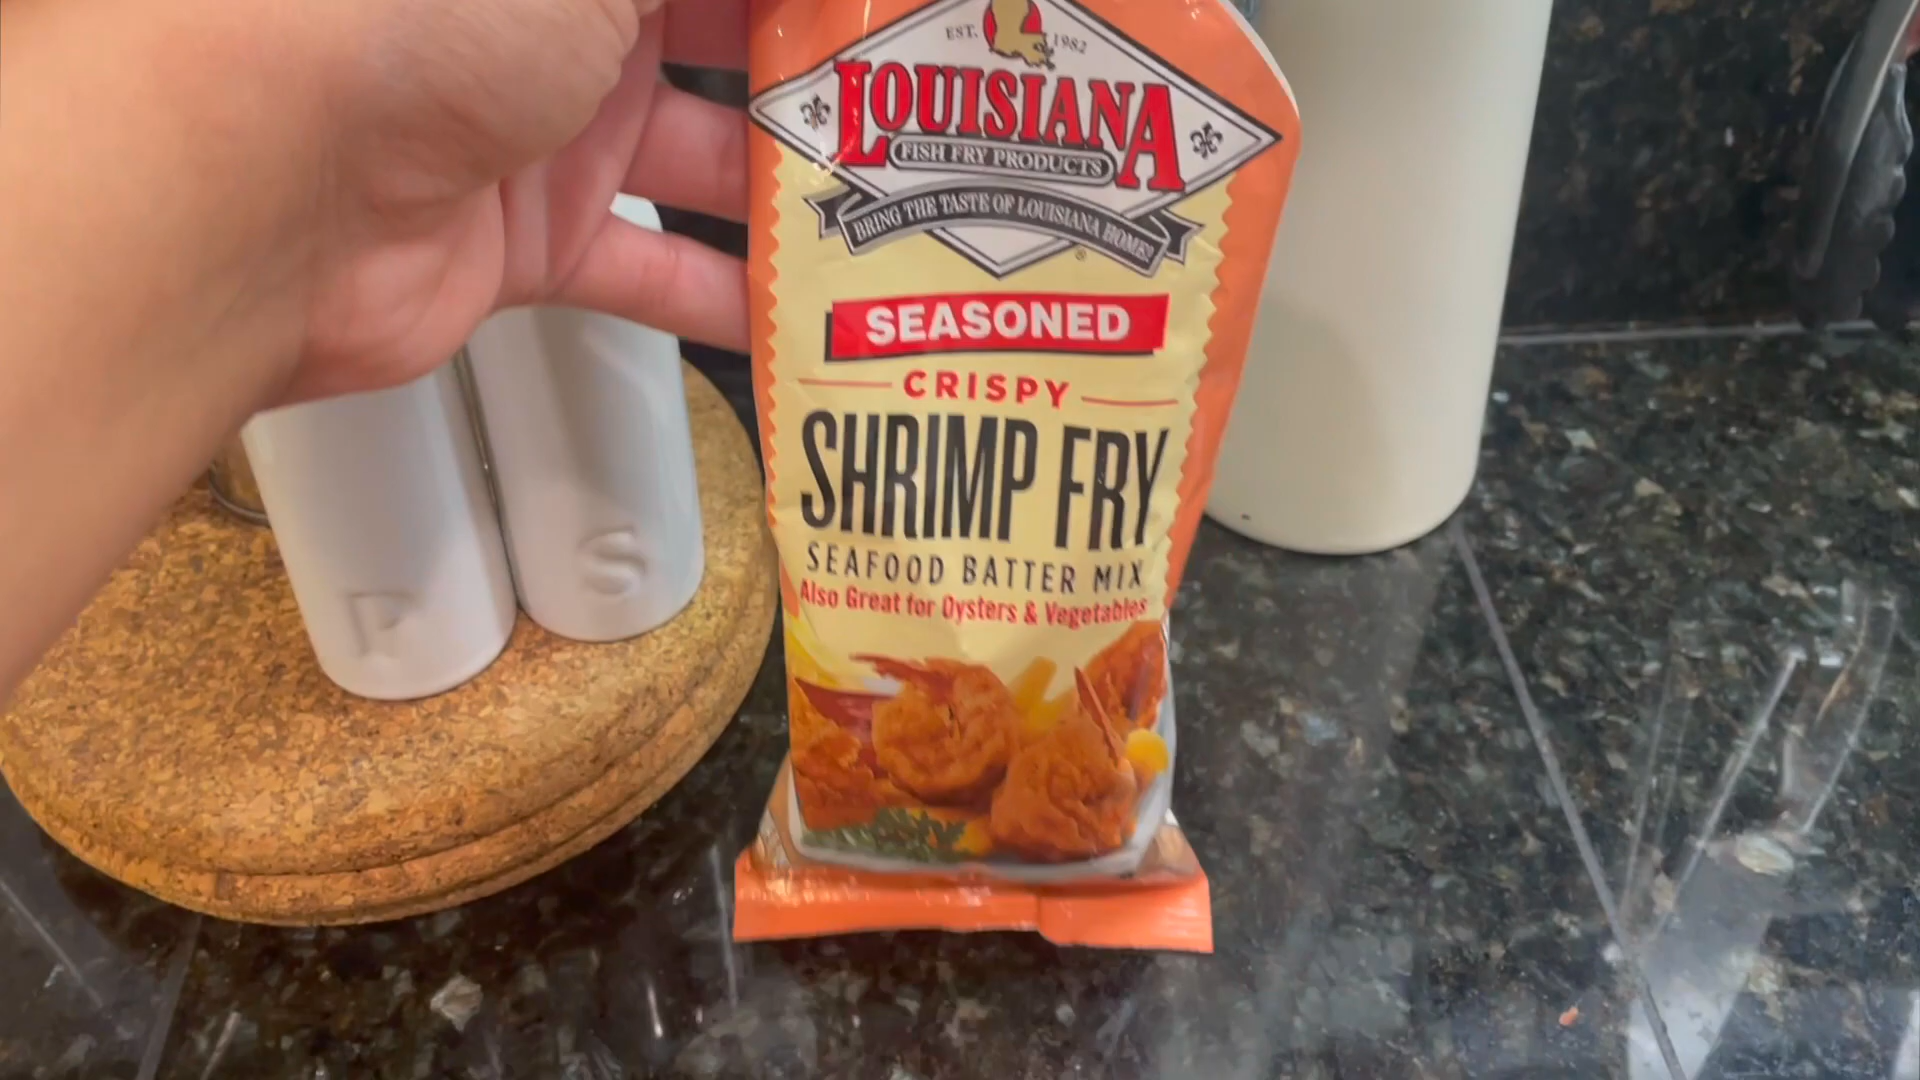 EST. 1982
LOUISIANA
FISH FRY PRODUCTS
BRING THE TASTE OF LOUISIANA HOME!
®
SEASONED
CRISPY
SHRIMP FRY
SEAFOOD BATTER MIX
Also Great for Oysters & Vegetables
P
S